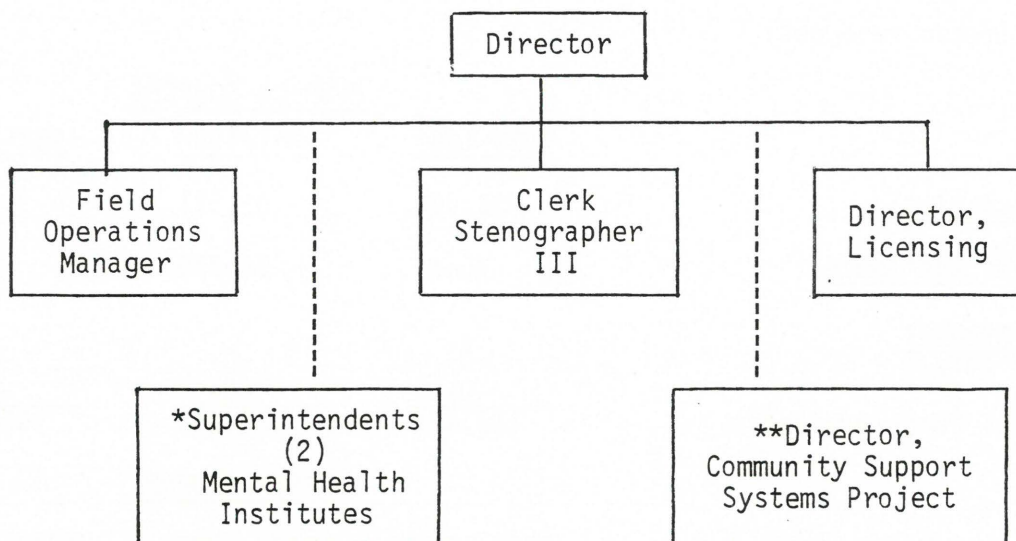 Director
Field
Operations
Manager
Clerk
Stenographer
III
Director,
Licensing
*Superintendents
(2)
Mental Health
Institutes
**Director,
Community Support
Systems Project